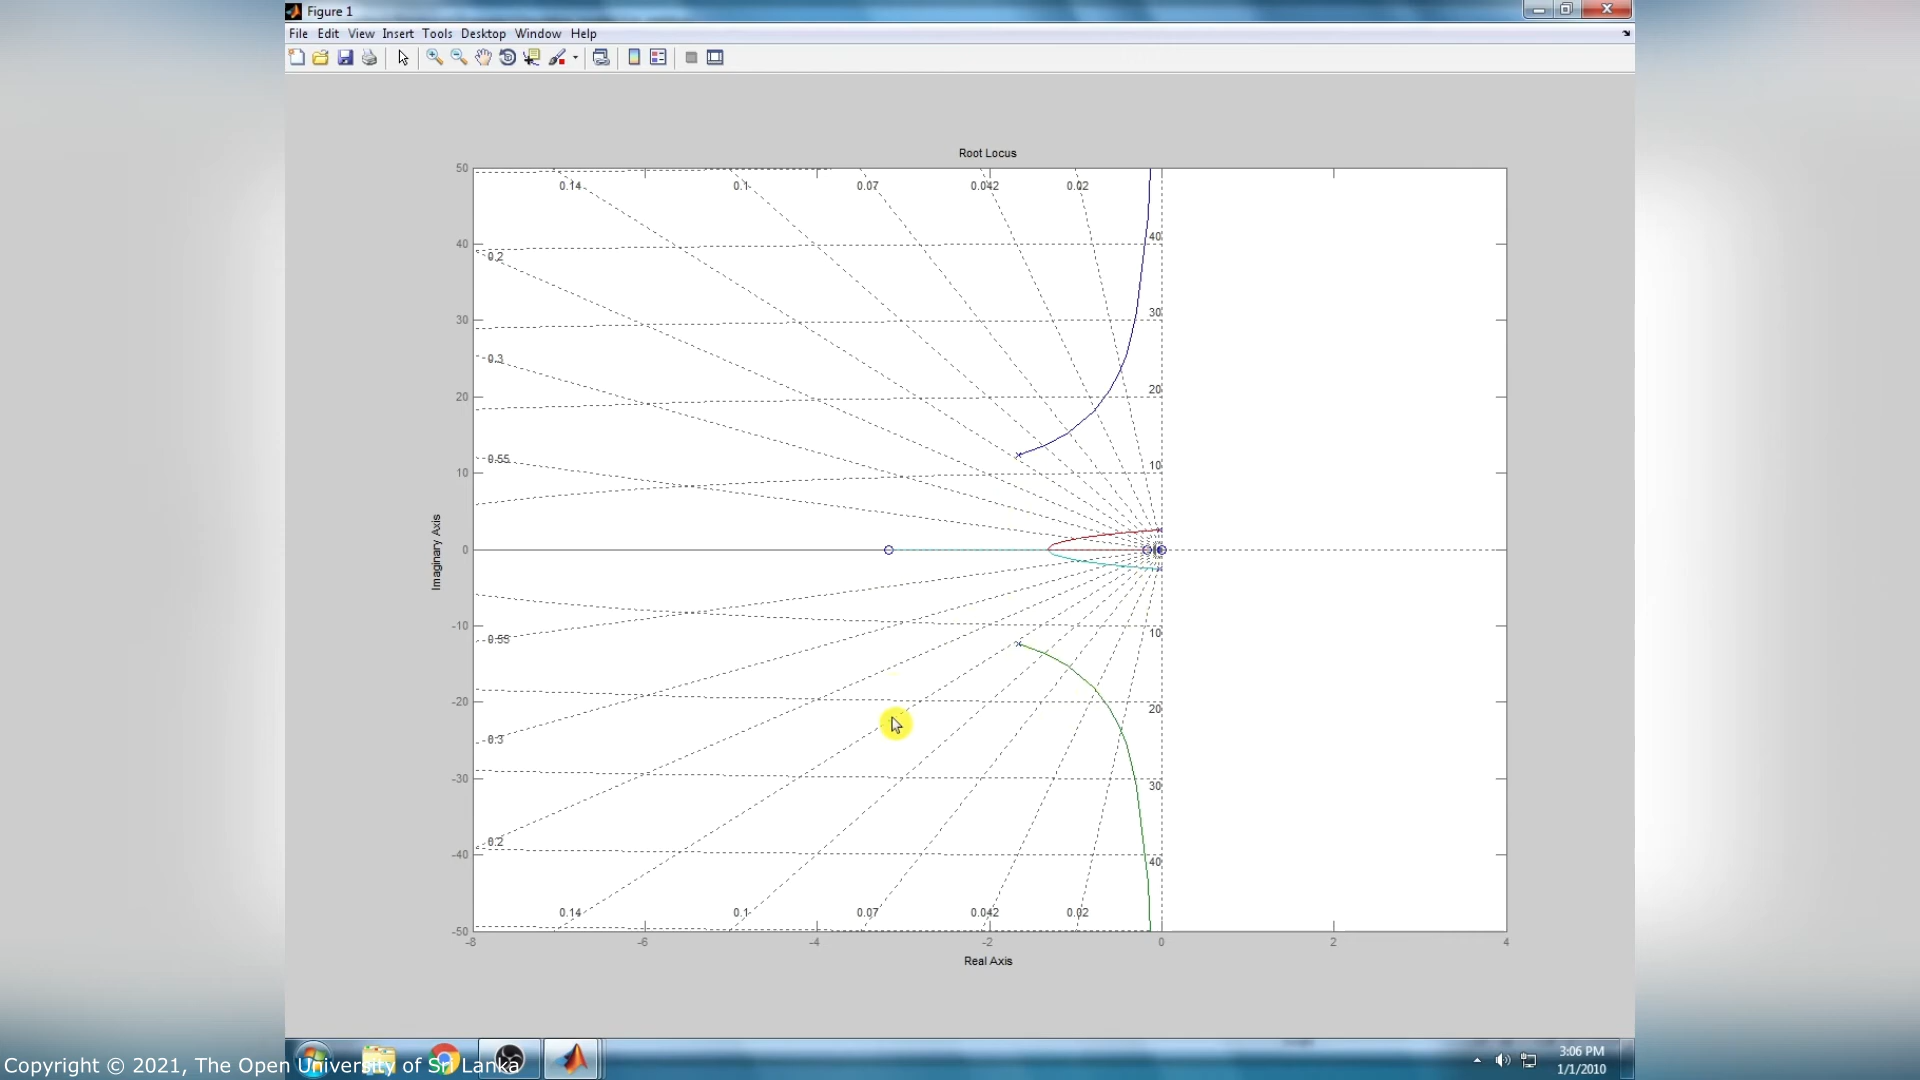 Figure 1
File Edit View Insert Tools Desktop Window Help
Root Locus
50
0.14 0.1 0.07 0.042 0.02
40
40
0.2
30
30
0.3
20
20
0.55
10
10
Imaginary Axis
0
-10
10
0.55
-20
20
0.3
-30
30
0.2
-40
40
0.14 0.1 0.07 0.042 0.02
-50
-8 -6 -4 -2 0 2 4
Real Axis
3:06 PM
1/1/2010
Copyright © 2021, The Open University of Sri Lanka